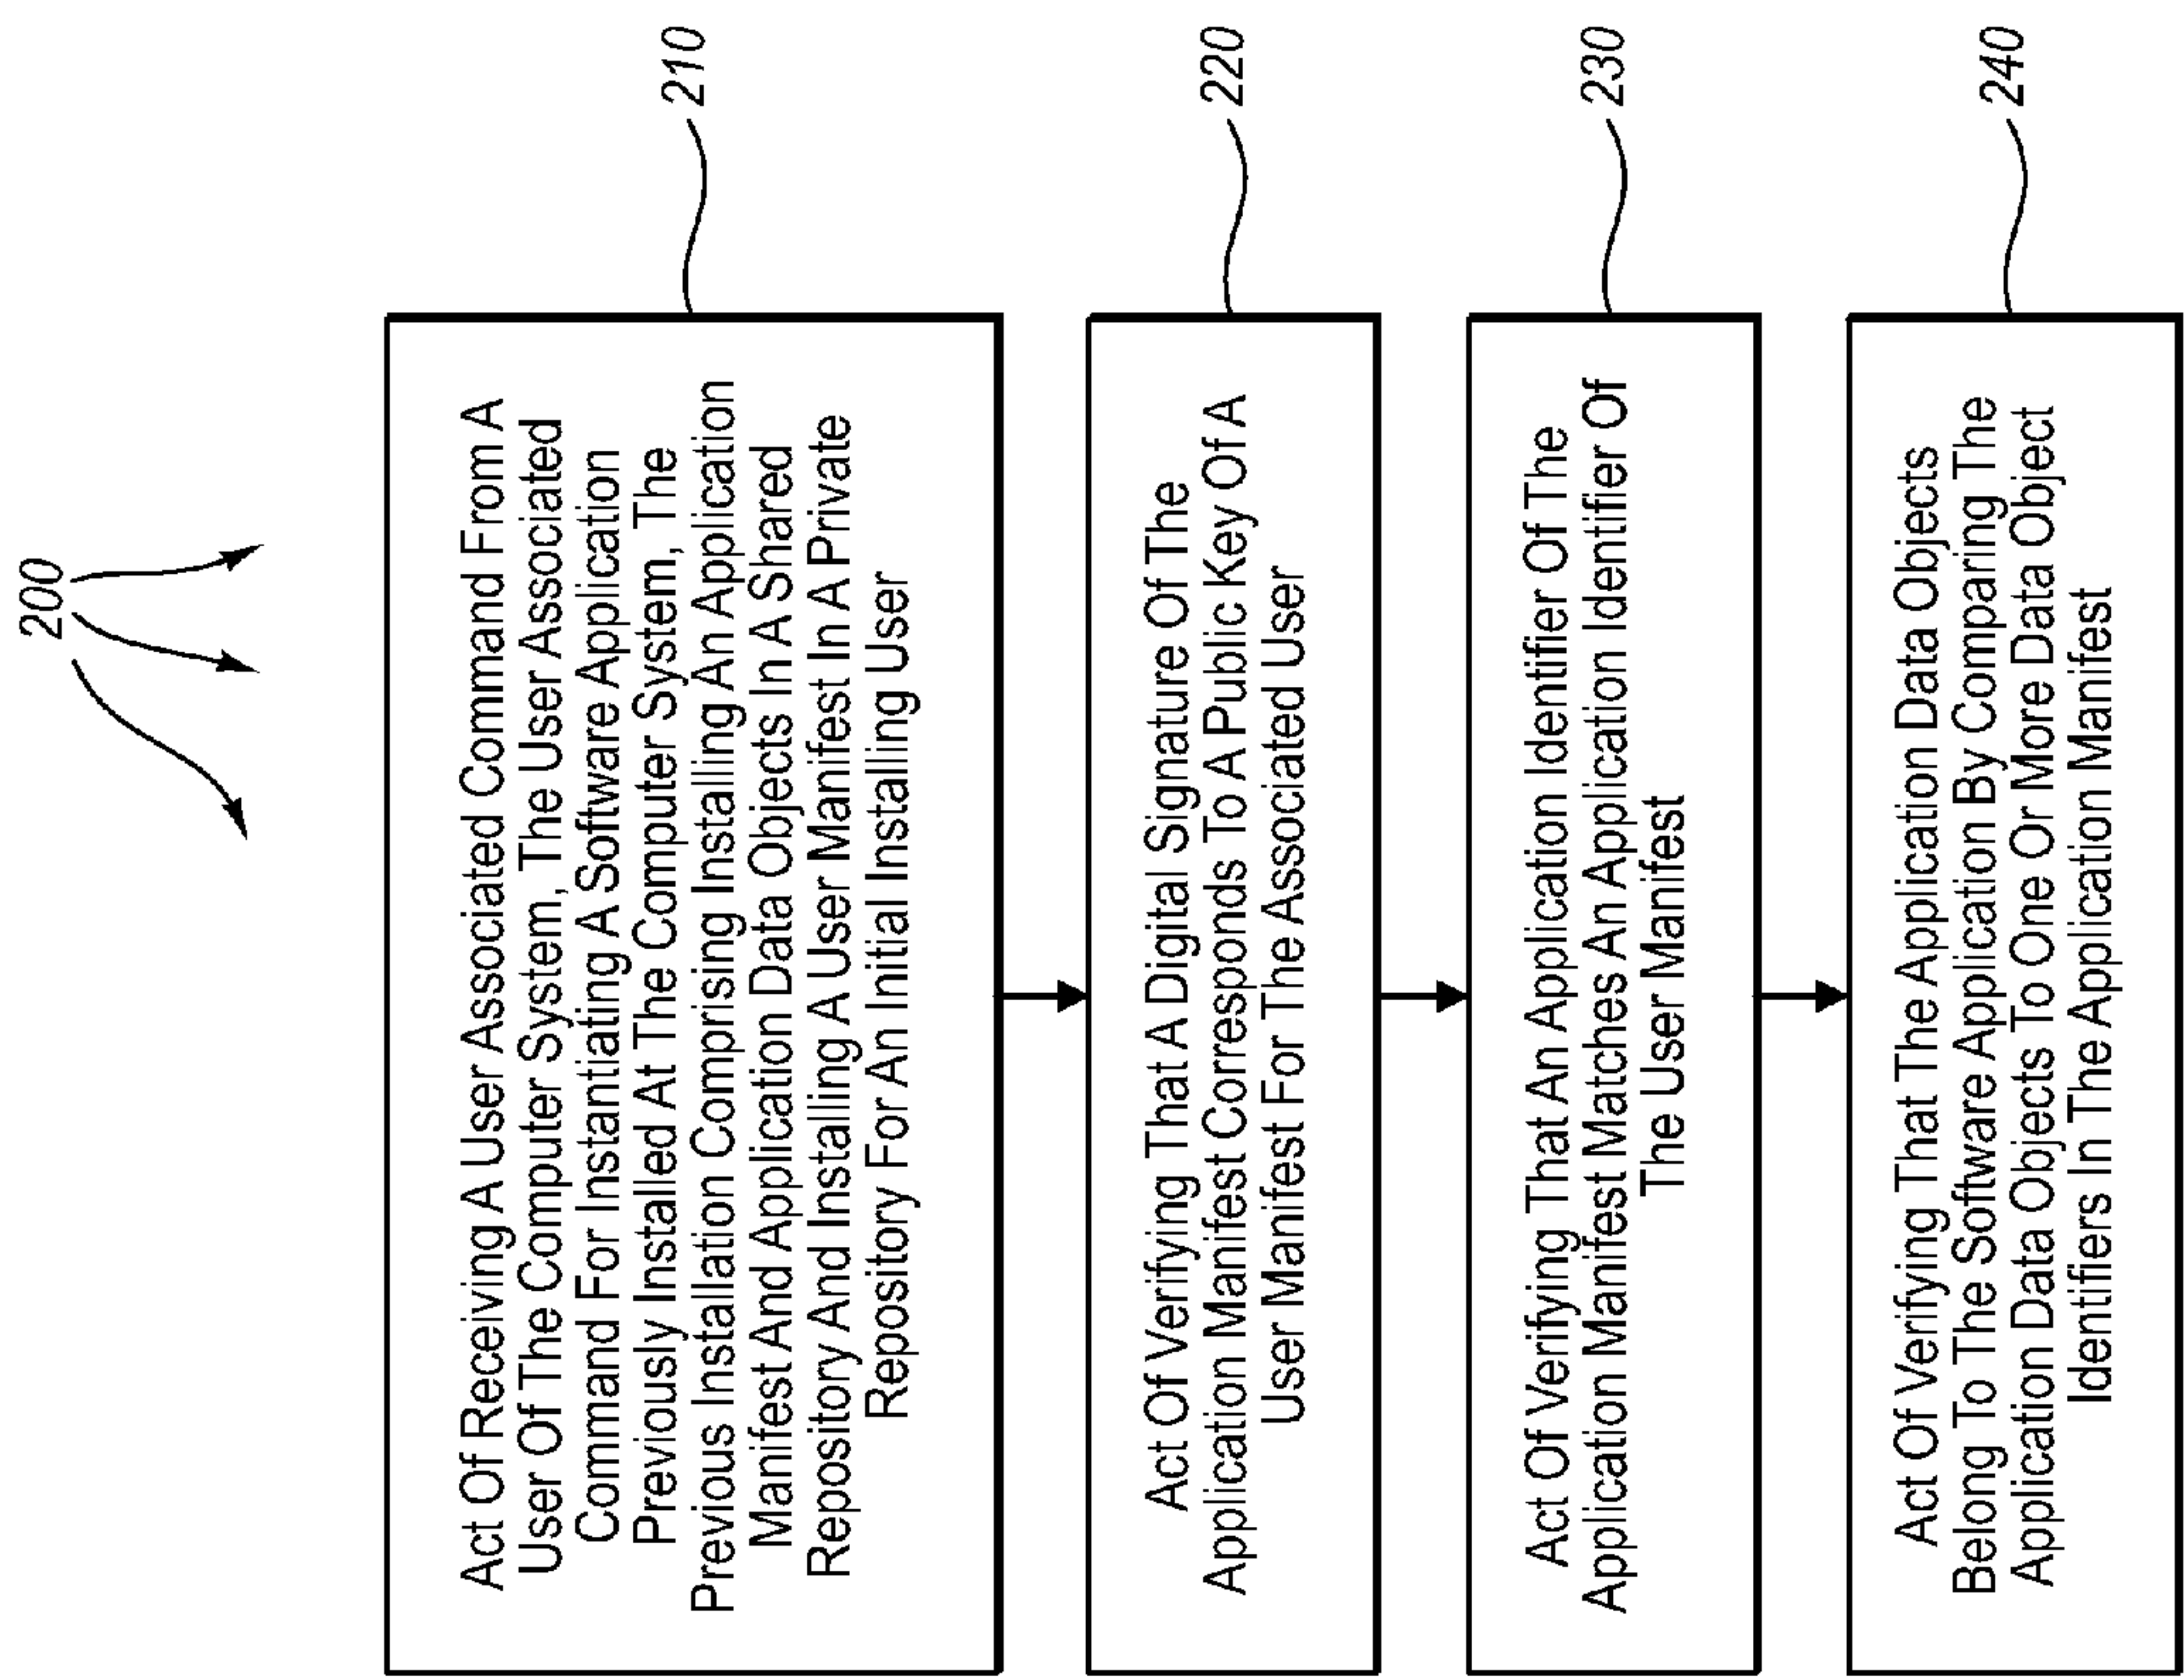 200
Act Of Receiving A User Associated Command From A
User Of The Computer System, The User Associated
Command For Instantiating A Software Application
Previously Installed At The Computer System, The
Previous Installation Comprising Installing An Application
Manifest And Application Data Objects In A Shared
Repository And Installing A User Manifest In A Private
Repository For An Initial Installing User
210
Act Of Verifying That A Digital Signature Of The
Application Manifest Corresponds To A Public Key Of A
User Manifest For The Associated User
220
Act Of Verifying That An Application Identifier Of The
Application Manifest Matches An Application Identifier Of
The User Manifest
230
Act Of Verifying That The Application Data Objects
Belong To The Software Application By Comparing The
Application Data Objects To One Or More Data Object
Identifiers In The Application Manifest
240